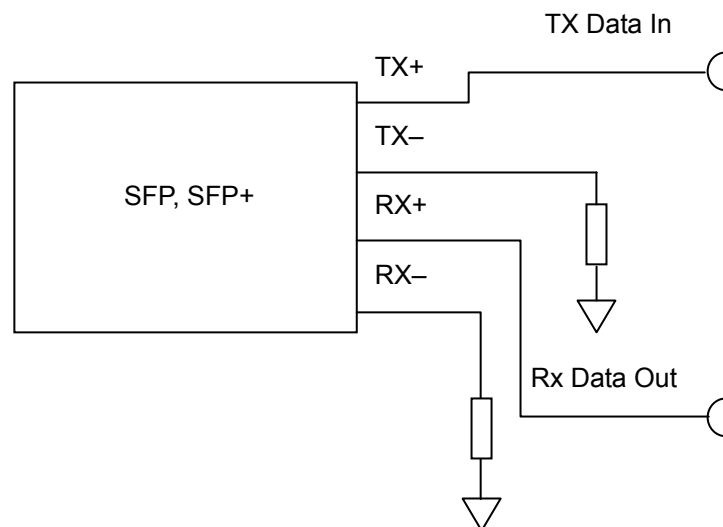 TX Data In
TX+
TX–
SFP, SFP+
RX+
RX–
Rx Data Out